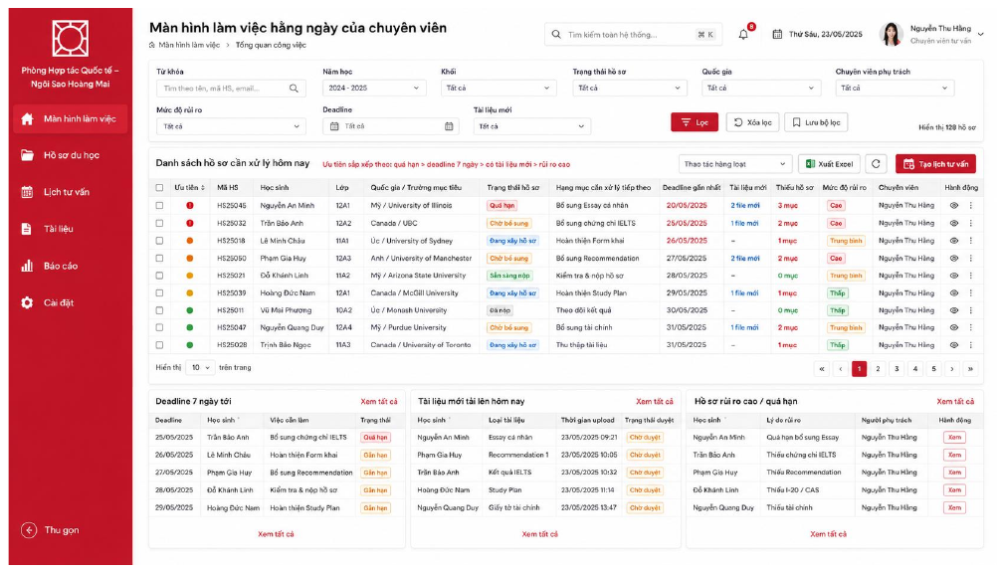 Phòng Hợp tác Quốc tế –
Ngôi Sao Hoàng Mai
Màn hình làm việc
Hồ sơ du học
Lịch tư vấn
Tài liệu
Báo cáo
Cài đặt
Thu gọn
Màn hình làm việc hằng ngày của chuyên viên
Màn hình làm việc > Tổng quan công việc
Tìm kiếm toàn hệ thống... ⌘ K
8
Thứ Sáu, 23/05/2025
Nguyễn Thu Hằng
Chuyên viên tư vấn
Từ khóa Năm học Khối Trạng thái hồ sơ Quốc gia Chuyên viên phụ trách
Tìm theo tên, mã HS, email... 2024 - 2025 Tất cả Tất cả Tất cả Tất cả
Mức độ rủi ro Deadline Tài liệu mới
Tất cả Tất cả Tất cả Lọc Xóa lọc Lưu bộ lọc Hiển thị 128 hồ sơ
Danh sách hồ sơ cần xử lý hôm nay Ưu tiên sắp xếp theo: quá hạn > deadline 7 ngày > có tài liệu mới > rủi ro cao Thao tác hàng loạt Xuất Excel Tạo lịch tư vấn
Ưu tiên Mã HS Học sinh Lớp Quốc gia / Trường mục tiêu Trạng thái hồ sơ Hạng mục cần xử lý tiếp theo Deadline gần nhất Tài liệu mới Thiếu hồ sơ Mức độ rủi ro Chuyên viên Hành động
HS25045 Nguyễn An Minh 12A1 Mỹ / University of Illinois Quá hạn Bổ sung Essay cá nhân 20/05/2025 2 file mới 3 mục Cao Nguyễn Thu Hằng
HS25032 Trần Bảo Anh 12A2 Canada / UBC Chờ bổ sung Bổ sung chứng chỉ IELTS 25/05/2025 1 file mới 2 mục Cao Nguyễn Thu Hằng
HS25018 Lê Minh Châu 11A1 Úc / University of Sydney Đang xây hồ sơ Hoàn thiện Form khai 26/05/2025 – 1 mục Trung bình Nguyễn Thu Hằng
HS25050 Phạm Gia Huy 12A3 Anh / University of Manchester Chờ bổ sung Bổ sung Recommendation 27/05/2025 2 file mới 2 mục Cao Nguyễn Thu Hằng
HS25021 Đỗ Khánh Linh 11A2 Mỹ / Arizona State University Sẵn sàng nộp Kiểm tra & nộp hồ sơ 28/05/2025 – 0 mục Trung bình Nguyễn Thu Hằng
HS25039 Hoàng Đức Nam 12A1 Canada / McGill University Đang xây hồ sơ Hoàn thiện Study Plan 29/05/2025 1 file mới 1 mục Thấp Nguyễn Thu Hằng
HS25011 Vũ Mai Phương 10A2 Úc / Monash University Đã nộp Theo dõi kết quả 30/05/2025 – 0 mục Thấp Nguyễn Thu Hằng
HS25047 Nguyễn Quang Duy 12A4 Mỹ / Purdue University Chờ bổ sung Bổ sung tài chính 31/05/2025 1 file mới 2 mục Trung bình Nguyễn Thu Hằng
HS25028 Trịnh Bảo Ngọc 11A3 Canada / University of Toronto Đang xây hồ sơ Thu thập tài liệu 31/05/2025 – 1 mục Thấp Nguyễn Thu Hằng
Hiển thị 10 trên trang « ‹ 1 2 3 4 5 › »
Deadline 7 ngày tới Xem tất cả
Deadline Học sinh Việc cần làm Trạng thái
25/05/2025 Trần Bảo Anh Bổ sung chứng chỉ IELTS Quá hạn
26/05/2025 Lê Minh Châu Hoàn thiện Form khai Gần hạn
27/05/2025 Phạm Gia Huy Bổ sung Recommendation Gần hạn
28/05/2025 Đỗ Khánh Linh Kiểm tra & nộp hồ sơ Gần hạn
29/05/2025 Hoàng Đức Nam Hoàn thiện Study Plan Gần hạn
Xem tất cả
Tài liệu mới tải lên hôm nay Xem tất cả
Học sinh Loại tài liệu Thời gian upload Trạng thái duyệt
Nguyễn An Minh Essay cá nhân 23/05/2025 09:21 Chờ duyệt
Phạm Gia Huy Recommendation 1 23/05/2025 10:05 Chờ duyệt
Trần Bảo Anh Kết quả IELTS 23/05/2025 10:32 Chờ duyệt
Hoàng Đức Nam Study Plan 23/05/2025 11:14 Chờ duyệt
Nguyễn Quang Duy Giấy tờ tài chính 23/05/2025 13:47 Chờ duyệt
Xem tất cả
Hồ sơ rủi ro cao / quá hạn Xem tất cả
Học sinh Lý do rủi ro Người phụ trách Hành động
Nguyễn An Minh Quá hạn bổ sung Essay Nguyễn Thu Hằng Xem
Trần Bảo Anh Thiếu chứng chỉ IELTS Nguyễn Thu Hằng Xem
Phạm Gia Huy Thiếu Recommendation Nguyễn Thu Hằng Xem
Đỗ Khánh Linh Thiếu I-20 / CAS Nguyễn Thu Hằng Xem
Nguyễn Quang Duy Thiếu tài chính Nguyễn Thu Hằng Xem
Xem tất cả